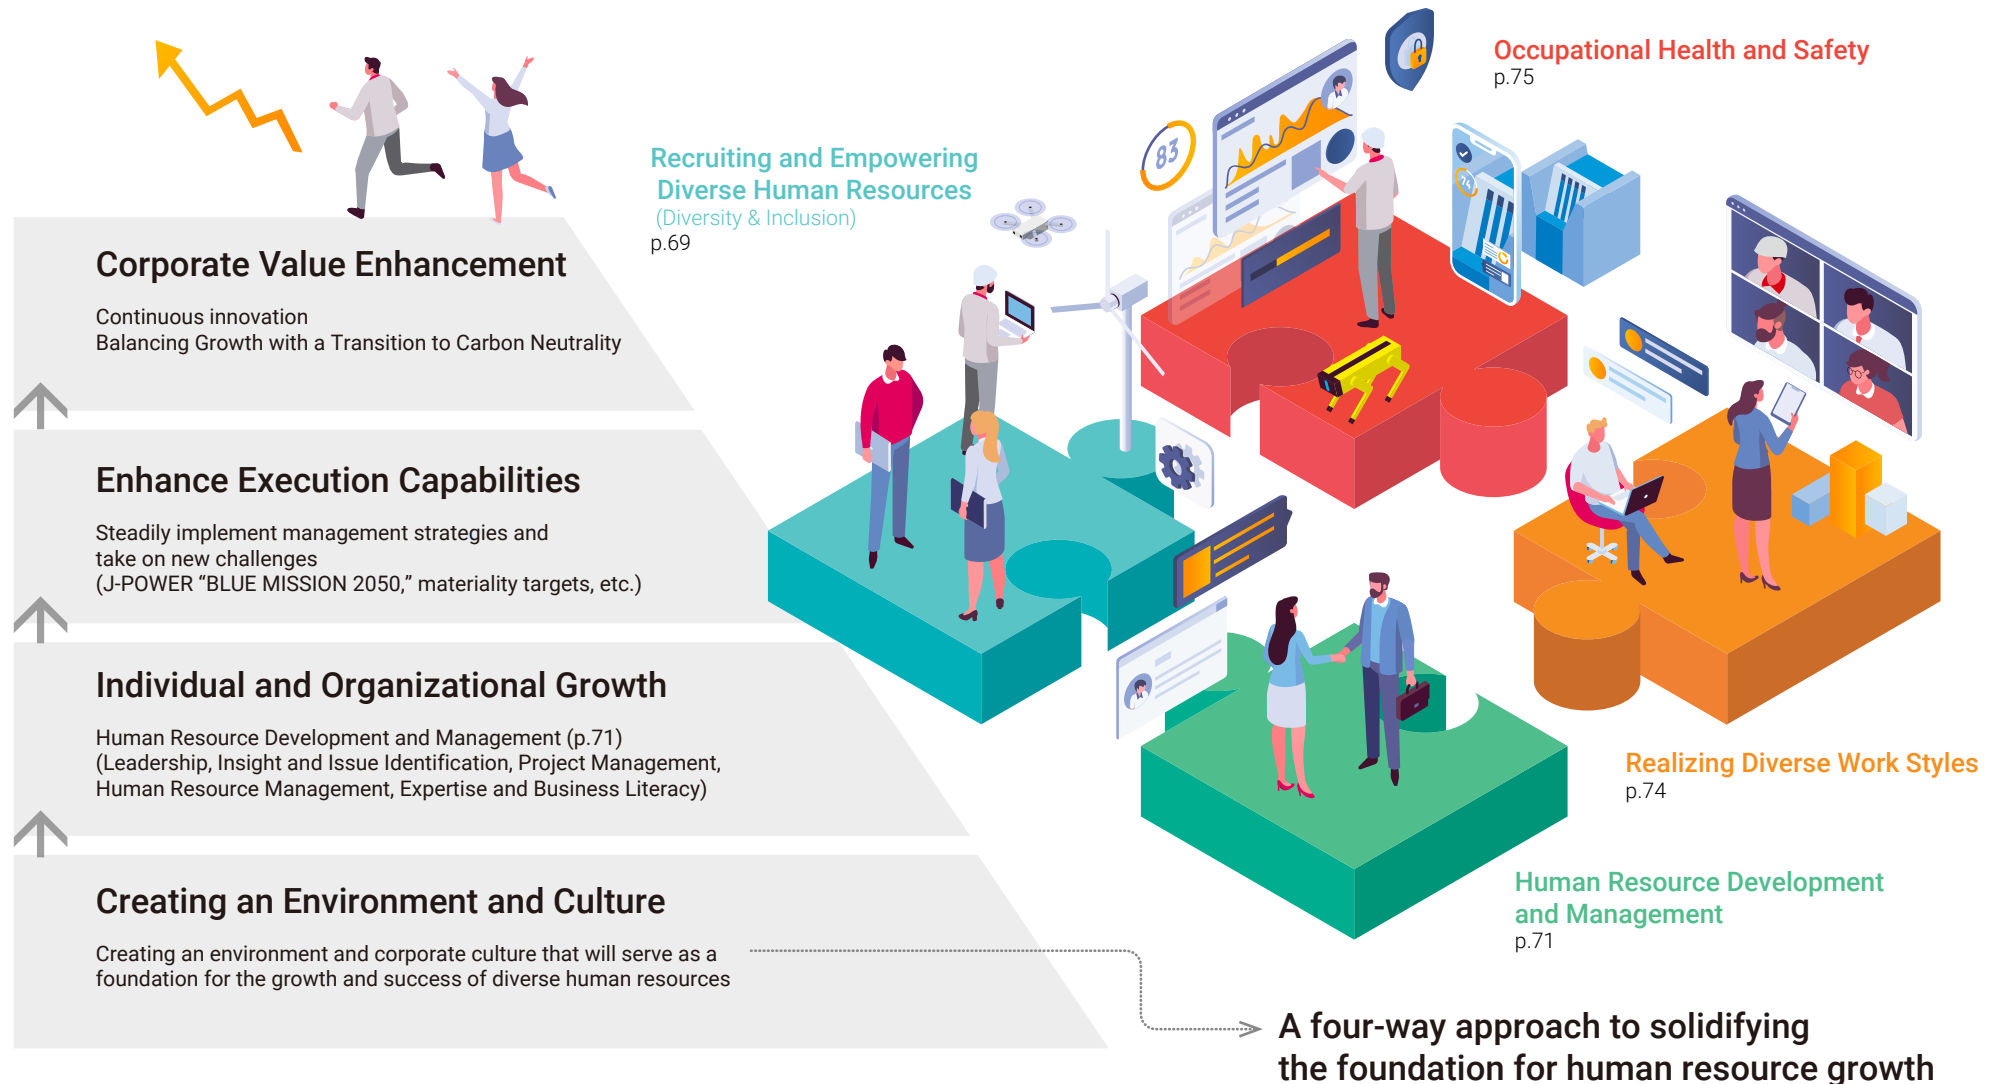 Corporate Value Enhancement
Continuous innovation
Balancing Growth with a Transition to Carbon Neutrality
Enhance Execution Capabilities
Steadily implement management strategies and
take on new challenges
(J-POWER “BLUE MISSION 2050,” materiality targets, etc.)
Individual and Organizational Growth
Human Resource Development and Management (p.71)
(Leadership, Insight and Issue Identification, Project Management,
Human Resource Management, Expertise and Business Literacy)
Creating an Environment and Culture
Creating an environment and corporate culture that will serve as a
foundation for the growth and success of diverse human resources
Recruiting and Empowering
Diverse Human Resources
(Diversity & Inclusion)
p.69
Occupational Health and Safety
p.75
83
74
Realizing Diverse Work Styles
p.74
Human Resource Development
and Management
p.71
A four-way approach to solidifying
the foundation for human resource growth